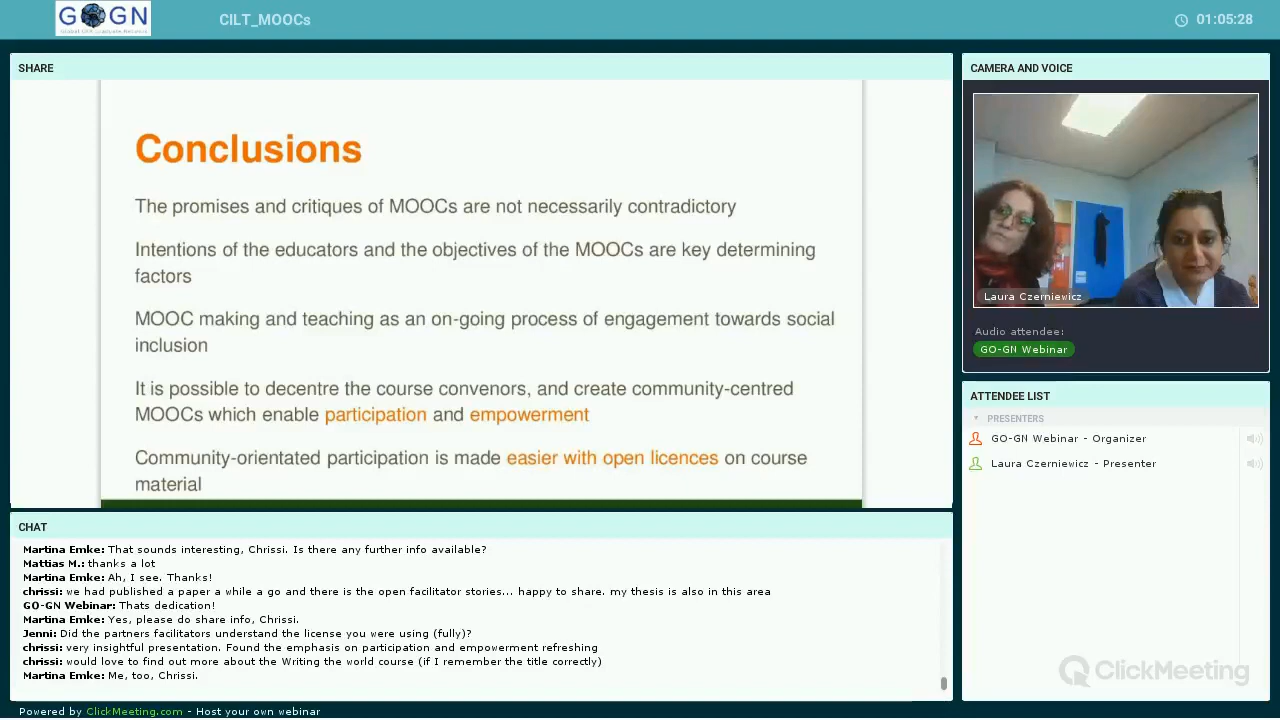 GO GN
Global OER Graduate Network
CILT_MOOCs
01:05:28
SHARE
Conclusions
The promises and critiques of MOOCs are not necessarily contradictory
Intentions of the educators and the objectives of the MOOCs are key determining
factors
MOOC making and teaching as an on-going process of engagement towards social
inclusion
It is possible to decentre the course convenors, and create community-centred
MOOCs which enable participation and empowerment
Community-orientated participation is made easier with open licences on course
material
CAMERA AND VOICE
Laura Czerniewicz
Audio attendee:
GO-GN Webinar
ATTENDEE LIST
PRESENTERS
GO-GN Webinar - Organizer
Laura Czerniewicz - Presenter
CHAT
Martina Emke: That sounds interesting, Chrissi. Is there any further info available?
Mattias M.: thanks a lot
Martina Emke: Ah, I see. Thanks!
chrissi: we had published a paper a while a go and there is the open facilitator stories... happy to share. my thesis is also in this area
GO-GN Webinar: Thats dedication!
Martina Emke: Yes, please do share info, Chrissi.
Jenni: Did the partners facilitators understand the license you were using (fully)?
chrissi: very insightful presentation. Found the emphasis on participation and empowerment refreshing
chrissi: would love to find out more about the Writing the world course (if I remember the title correctly)
Martina Emke: Me, too, Chrissi.
ClickMeeting
Powered by ClickMeeting.com - Host your own webinar